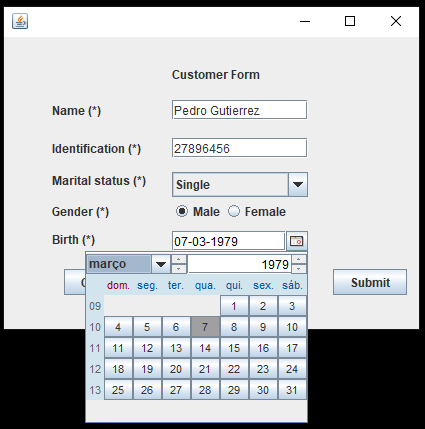 Customer Form
Name (*) Pedro Gutierrez
Identification (*) 27896456
Marital status (*) Single
Gender (*) Male Female
Birth (*) 07-03-1979
março 1979
dom. seg. ter. qua. qui. sex. sáb.
09 1 2 3
10 4 5 6 7 8 9 10
11 11 12 13 14 15 16 17
12 18 19 20 21 22 23 24
13 25 26 27 28 29 30 31
Submit